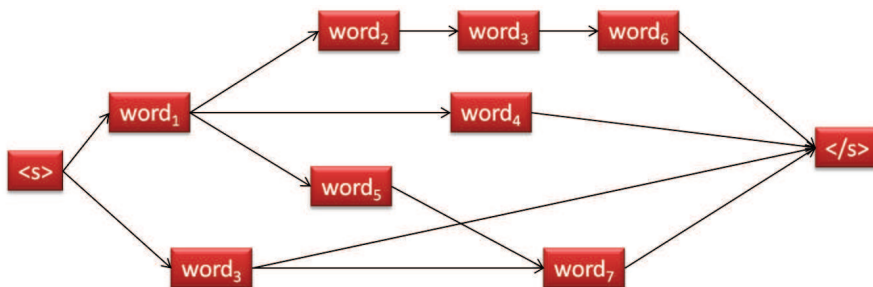 word₂
word₃
word₆
word₁
word₄
<s>
</s>
word₅
word₃
word₇